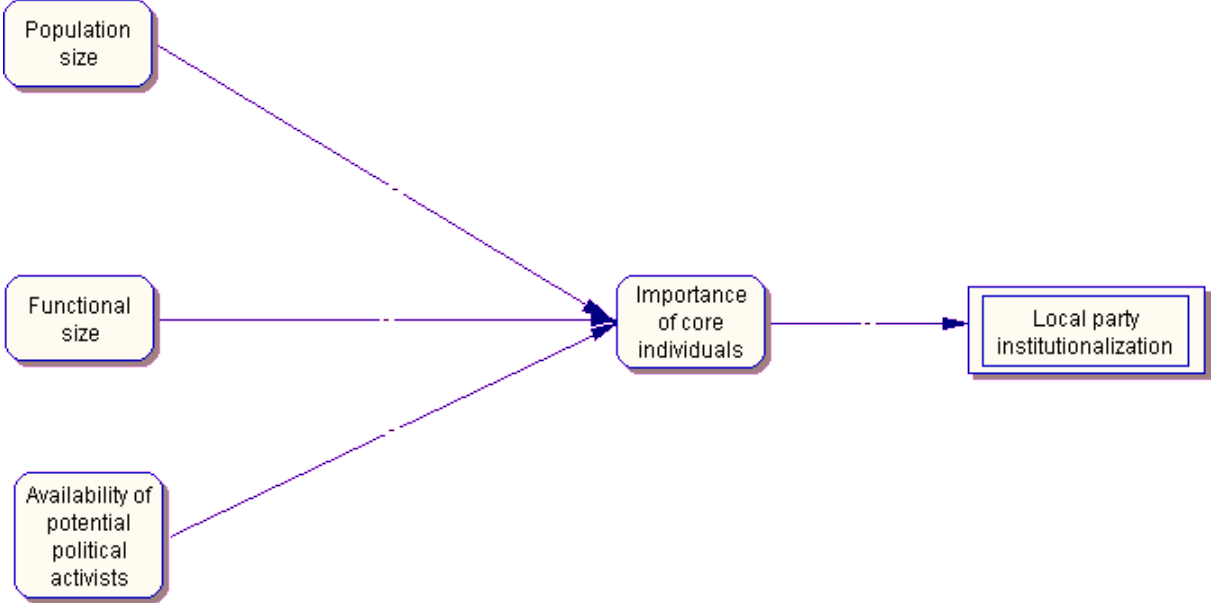 Population
size
Functional
size
Availability of
potential
political
activists
Importance
of core
individuals
Local party
institutionalization
-
-
-
-